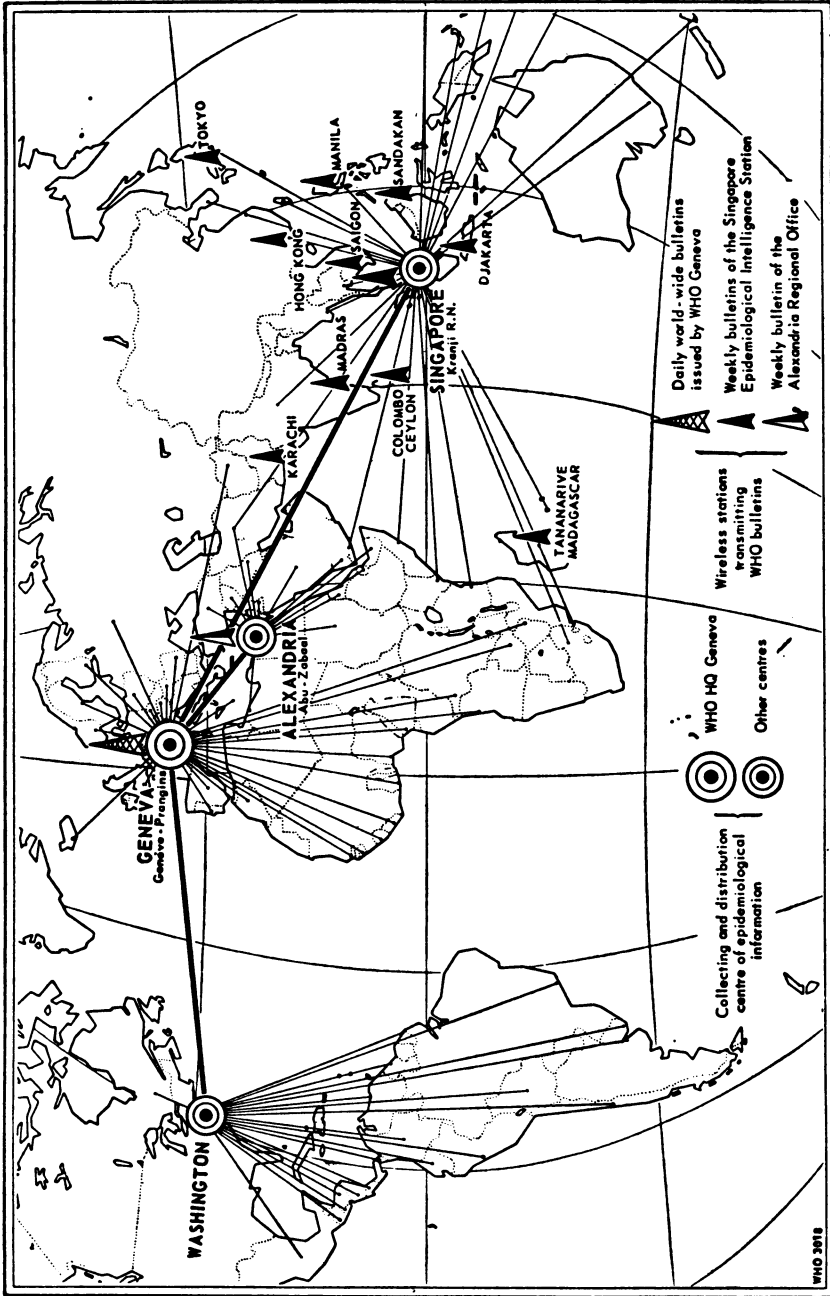 WASHINGTON
GENEVA
Genève-Prangins
ALEXANDRIA
Abu-Zabaal
KARACHI
MADRAS
COLOMBO
CEYLON
HONG KONG
SAIGON
TOKYO
MANILA
SANDAKAN
SINGAPORE
Kranji R.N.
DJAKARTA
TANANARIVE
MADAGASCAR
Collecting and distribution
centre of epidemiological
information
WHO HQ Geneva
Other centres
Wireless stations
transmitting
WHO bulletins
Daily world-wide bulletins
issued by WHO Geneva
Weekly bulletins of the Singapore
Epidemiological Intelligence Station
Weekly bulletin of the
Alexandria Regional Office
WHO 3018